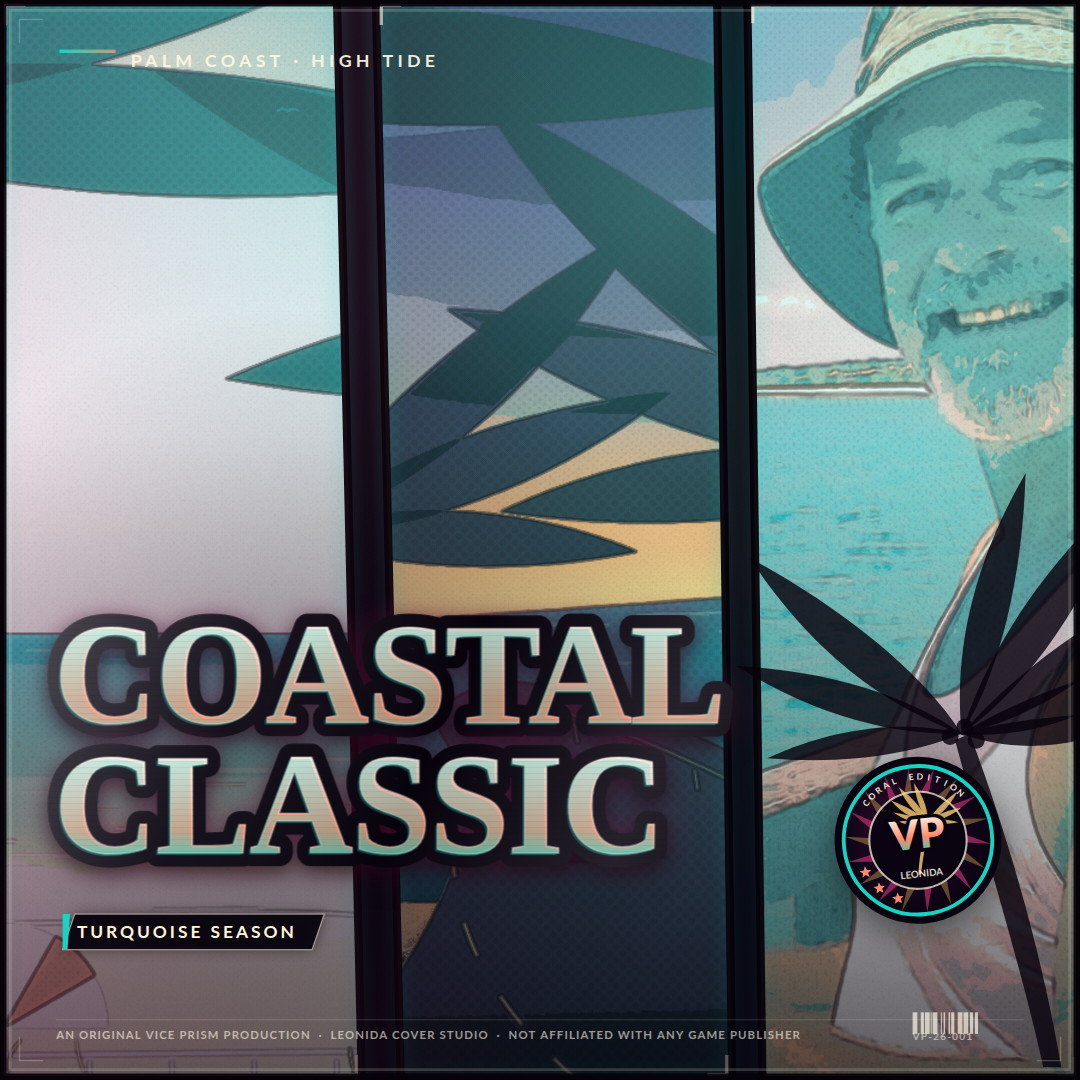 PALM COAST · HIGH TIDE
COASTAL
CLASSIC
CORAL EDITION
VP
LEONIDA
TURQUOISE SEASON
AN ORIGINAL VICE PRISM PRODUCTION · LEONIDA COVER STUDIO · NOT AFFILIATED WITH ANY GAME PUBLISHER
VP-26-001